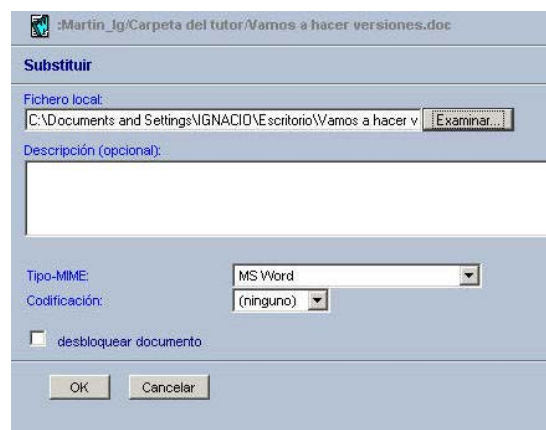 :Martin_Ig/Carpeta del tutor/Vamos a hacer versiones.doc
Substituir
Fichero local:
C:\Documents and Settings\IGNACIO\Escritorio\Vamos a hacer v Examinar...
Descripción (opcional):
Tipo-MIME: MS Word
Codificación: (ninguno)
desbloquear documento
OK Cancelar